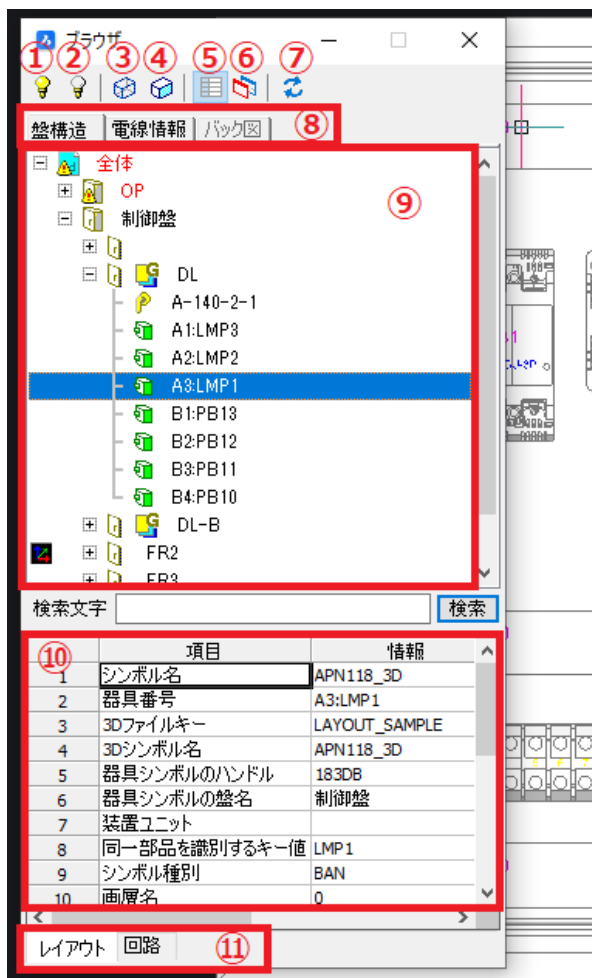 ブラウザ
① ② ③ ④ ⑤ ⑥ ⑦
盤構造 電線情報 バック図 ⑧
全体
OP ⑨
制御盤
G DL
A-140-2-1
A1:LMP3
A2:LMP2
A3:LMP1
B1:PB13
B2:PB12
B3:PB11
B4:PB10
G DL-B
FR2
FR3
検索文字 検索
⑩ 項目 情報
1 シンボル名 APN118_3D
2 器具番号 A3:LMP1
3 3Dファイルキー LAYOUT_SAMPLE
4 3Dシンボル名 APN118_3D
5 器具シンボルのハンドル 183DB
6 器具シンボルの盤名 制御盤
7 装置ユニット
8 同一部品を識別するキー値 LMP1
9 シンボル種別 BAN
10 画層名 0
レイアウト 回路 ⑪